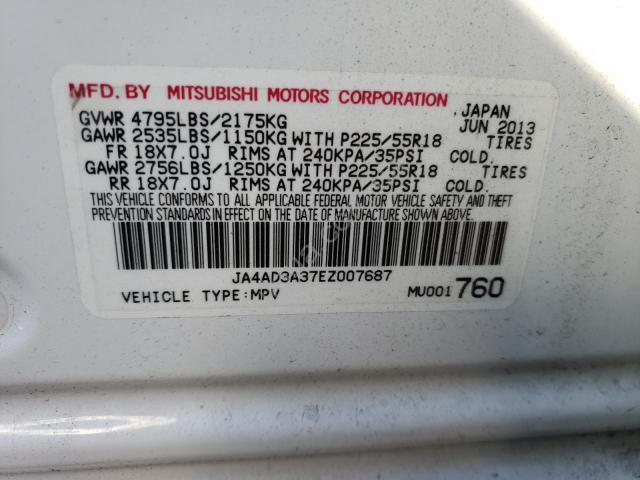 MFD. BY MITSUBISHI MOTORS CORPORATION
GVWR 4795LBS/2175KG JAPAN
JUN 2013
GAWR 2535LBS/1150KG WITH P225/55R18 TIRES
FR 18X7.0J RIMS AT 240KPA/35PSI COLD.
GAWR 2756LBS/1250KG WITH P225/55R18 TIRES
RR 18X7.0J RIMS AT 240KPA/35PSI COLD.
THIS VEHICLE CONFORMS TO ALL APPLICABLE FEDERAL MOTOR VEHICLE SAFETY AND THEFT
PREVENTION STANDARDS IN EFFECT ON THE DATE OF MANUFACTURE SHOWN ABOVE.
JA4AD3A37EZ007687
VEHICLE TYPE:MPV MU001 760